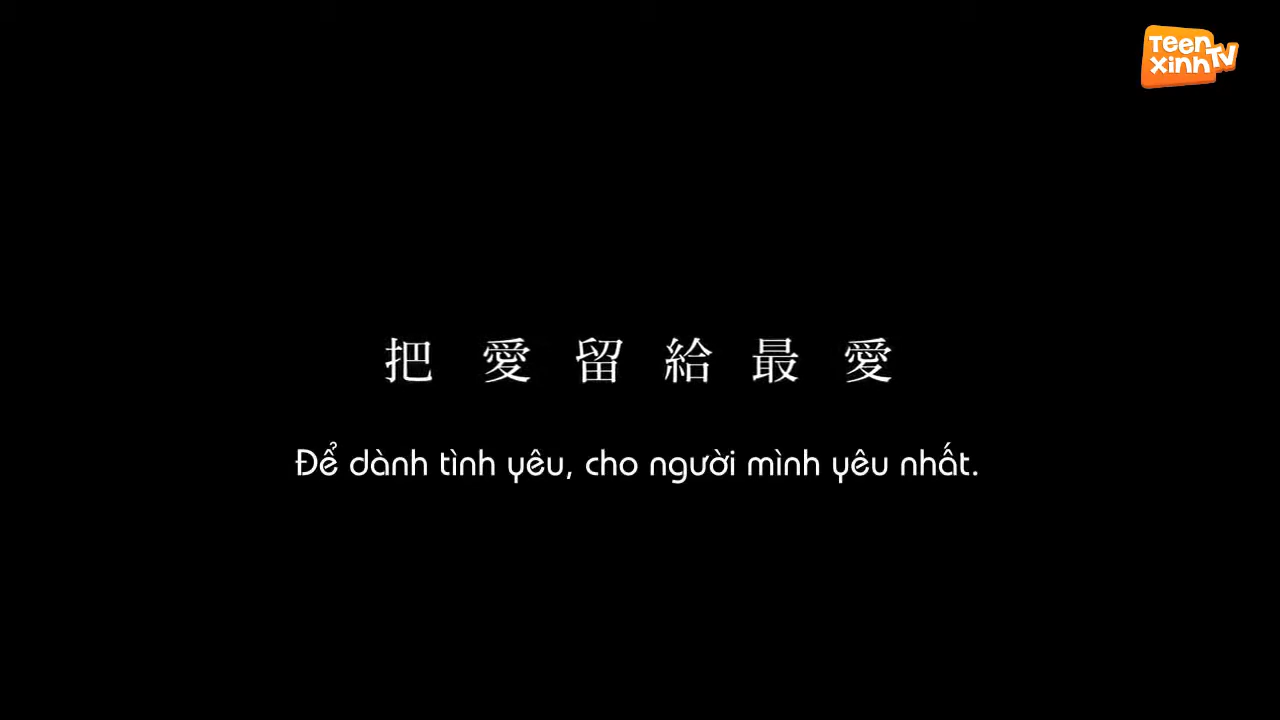 Teen
Xinh TV
把愛留給最愛
Để dành tình yêu, cho người mình yêu nhất.